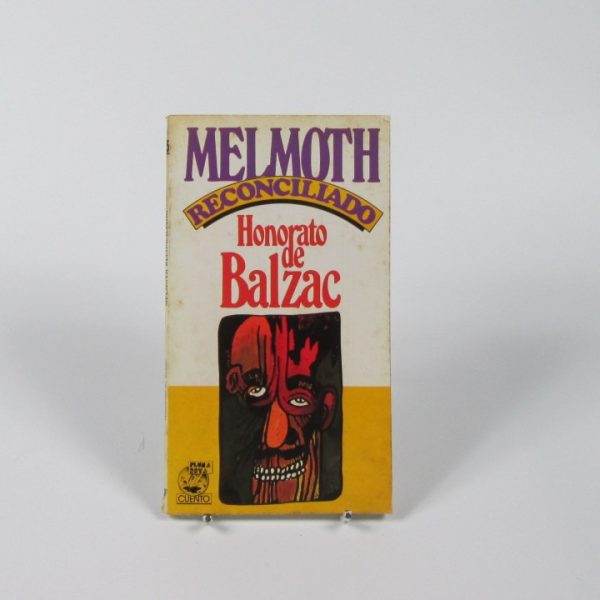 MELMOTH
RECONCILIADO
Honorato
de
Balzac
CUENTO